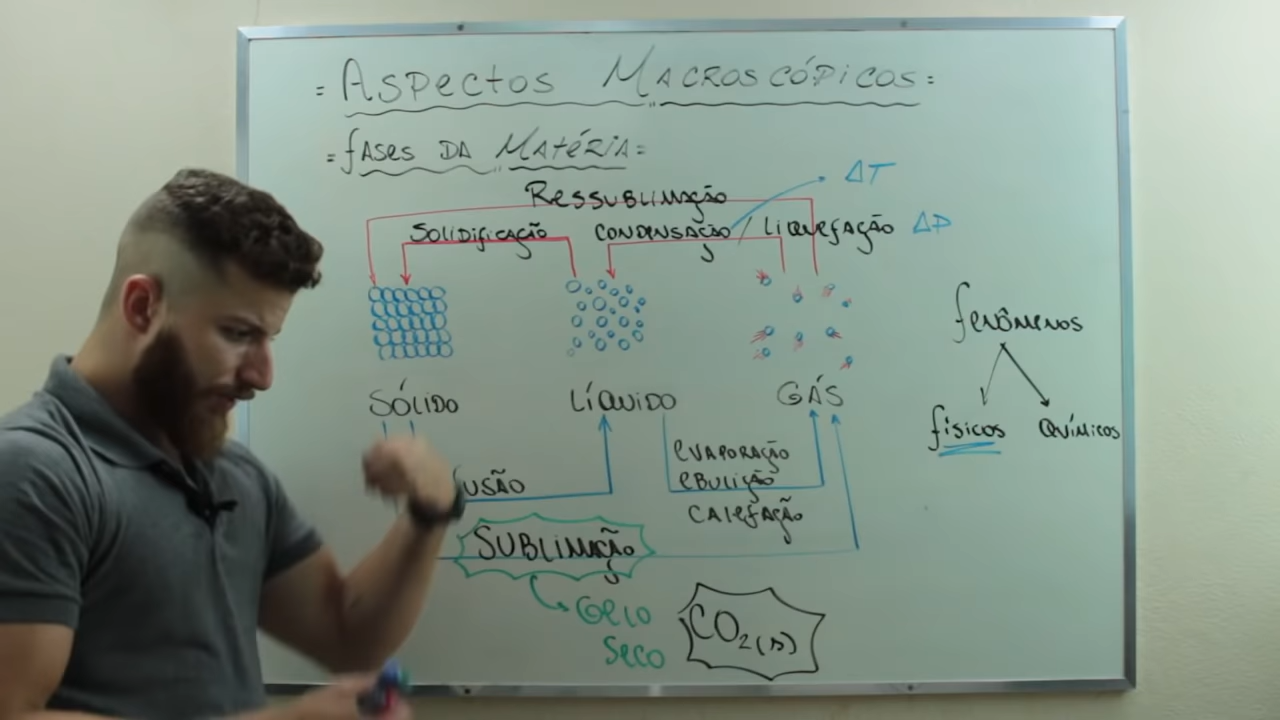 = Aspectos Macroscópicos =
= fases da Matéria =
Ressublimação
ΔT
Solidificação
Condensação / Liquefação ΔP
fenômenos
Sólido
Líquido
Gás
físicos
Químicos
Evaporação
Ebulição
Calefação
usão
Sublimação
Gelo
Seco
CO2(s)